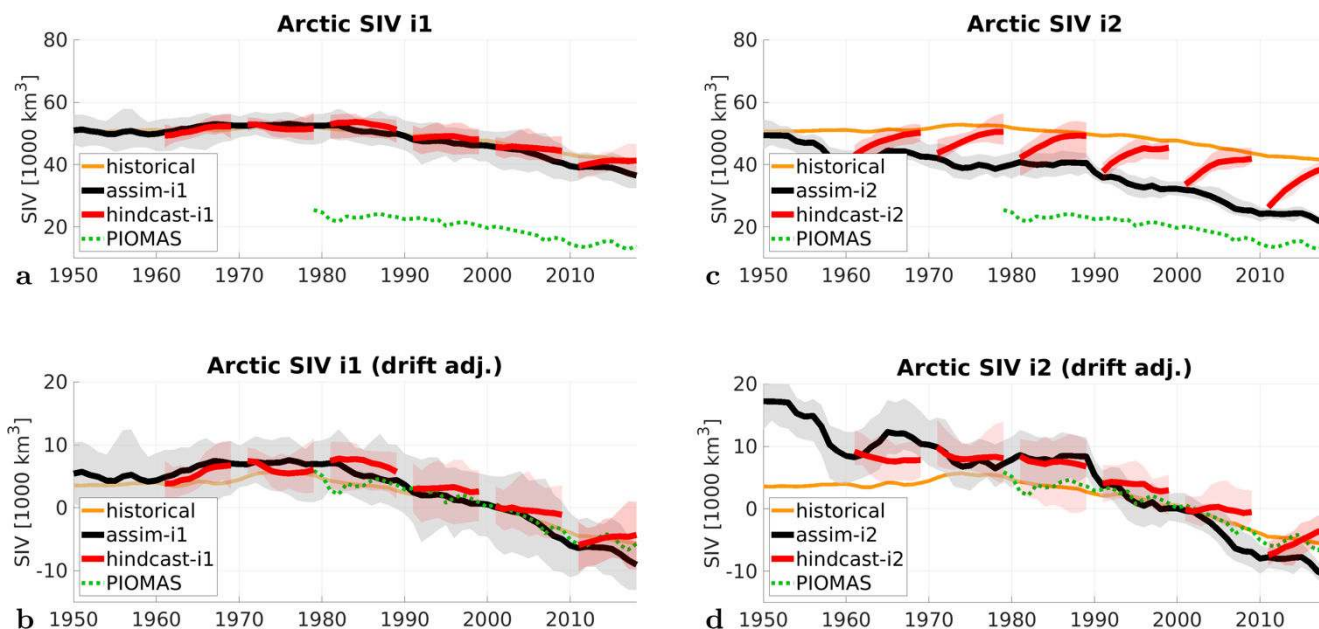 Arctic SIV i1
SIV [1000 km³]
80
60
40
20
historical
assim-i1
hindcast-i1
PIOMAS
1950 1960 1970 1980 1990 2000 2010
a
Arctic SIV i2
SIV [1000 km³]
80
60
40
20
historical
assim-i2
hindcast-i2
PIOMAS
1950 1960 1970 1980 1990 2000 2010
c
Arctic SIV i1 (drift adj.)
SIV [1000 km³]
20
10
0
-10
historical
assim-i1
hindcast-i1
PIOMAS
1950 1960 1970 1980 1990 2000 2010
b
Arctic SIV i2 (drift adj.)
SIV [1000 km³]
20
10
0
-10
historical
assim-i2
hindcast-i2
PIOMAS
1950 1960 1970 1980 1990 2000 2010
d